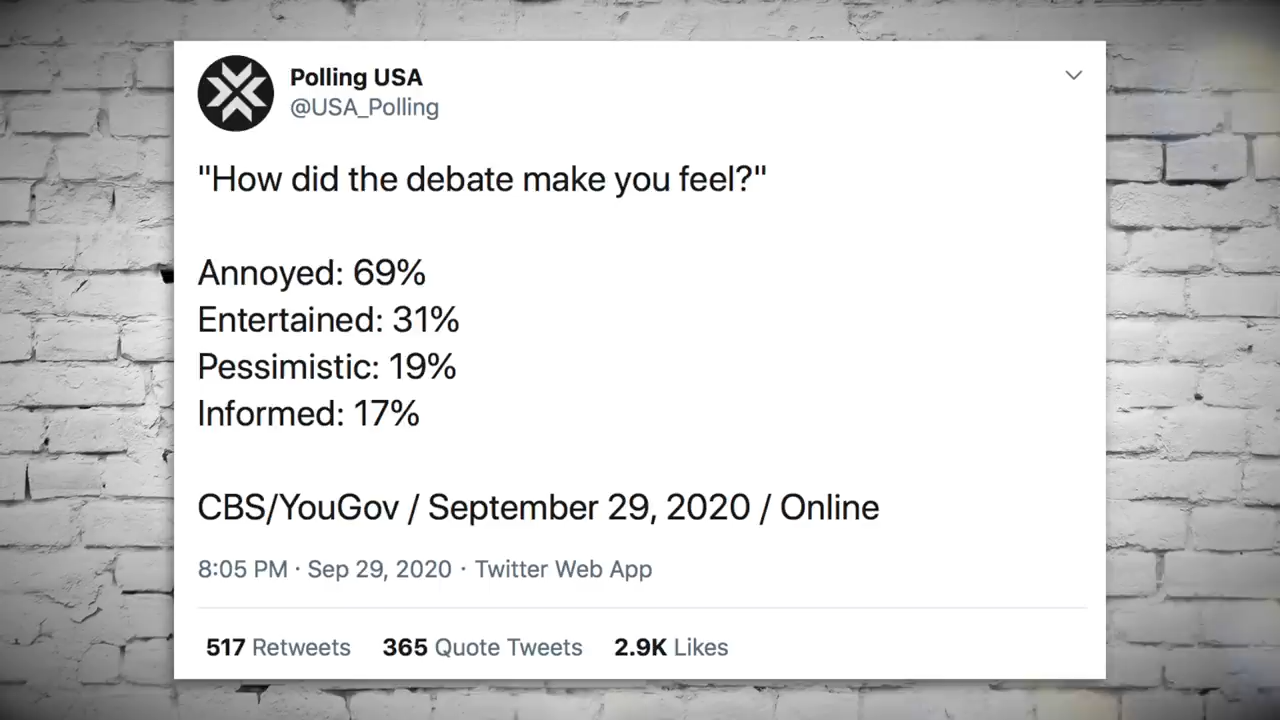 Polling USA
@USA_Polling
"How did the debate make you feel?"
Annoyed: 69%
Entertained: 31%
Pessimistic: 19%
Informed: 17%
CBS/YouGov / September 29, 2020 / Online
8:05 PM · Sep 29, 2020 · Twitter Web App
517 Retweets 365 Quote Tweets 2.9K Likes